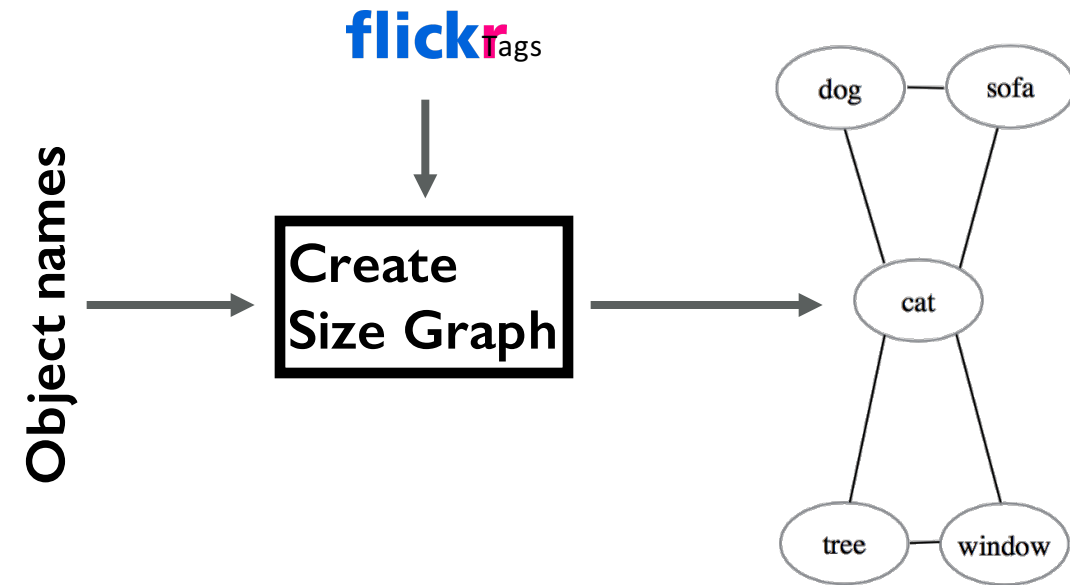 flickr Tags
Object names
Create
Size Graph
dog
sofa
cat
tree
window